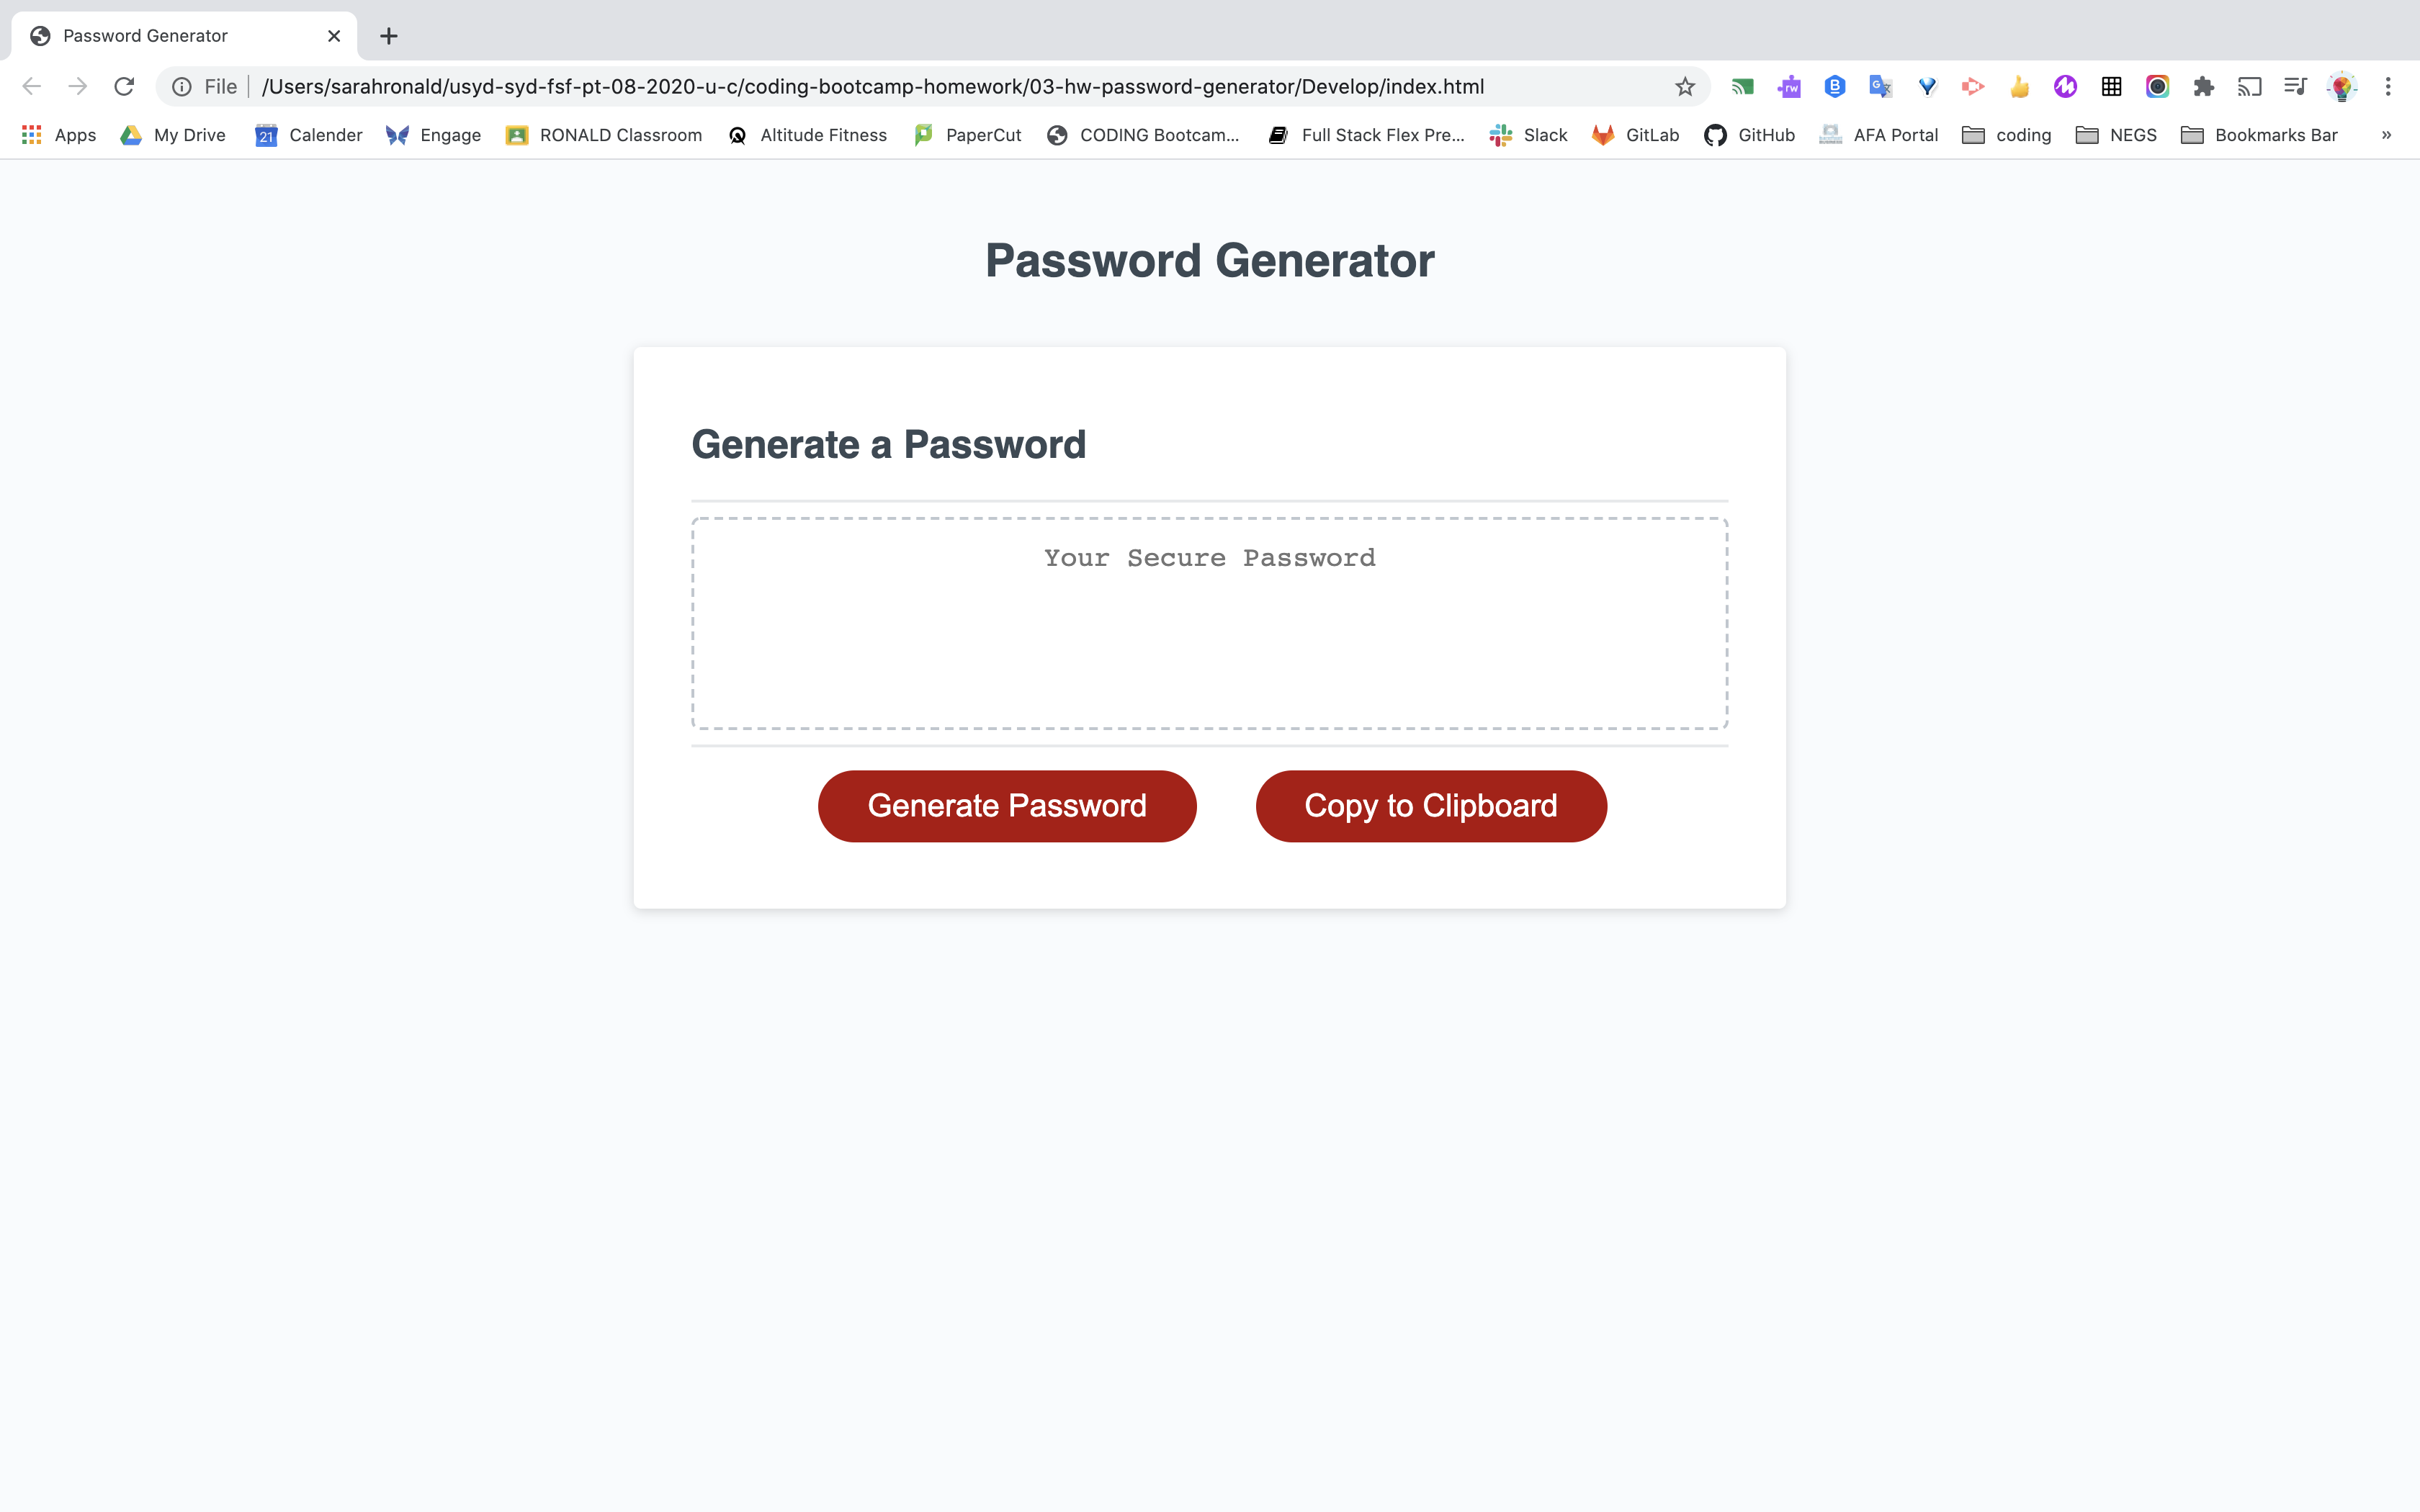 Password Generator
File /Users/sarahronald/usyd-syd-fsf-pt-08-2020-u-c/coding-bootcamp-homework/03-hw-password-generator/Develop/index.html
Apps My Drive 21 Calender Engage RONALD Classroom Altitude Fitness PaperCut CODING Bootcam... Full Stack Flex Pre... Slack GitLab GitHub AFA Portal coding NEGS Bookmarks Bar »
Password Generator
Generate a Password
Your Secure Password
Generate Password Copy to Clipboard